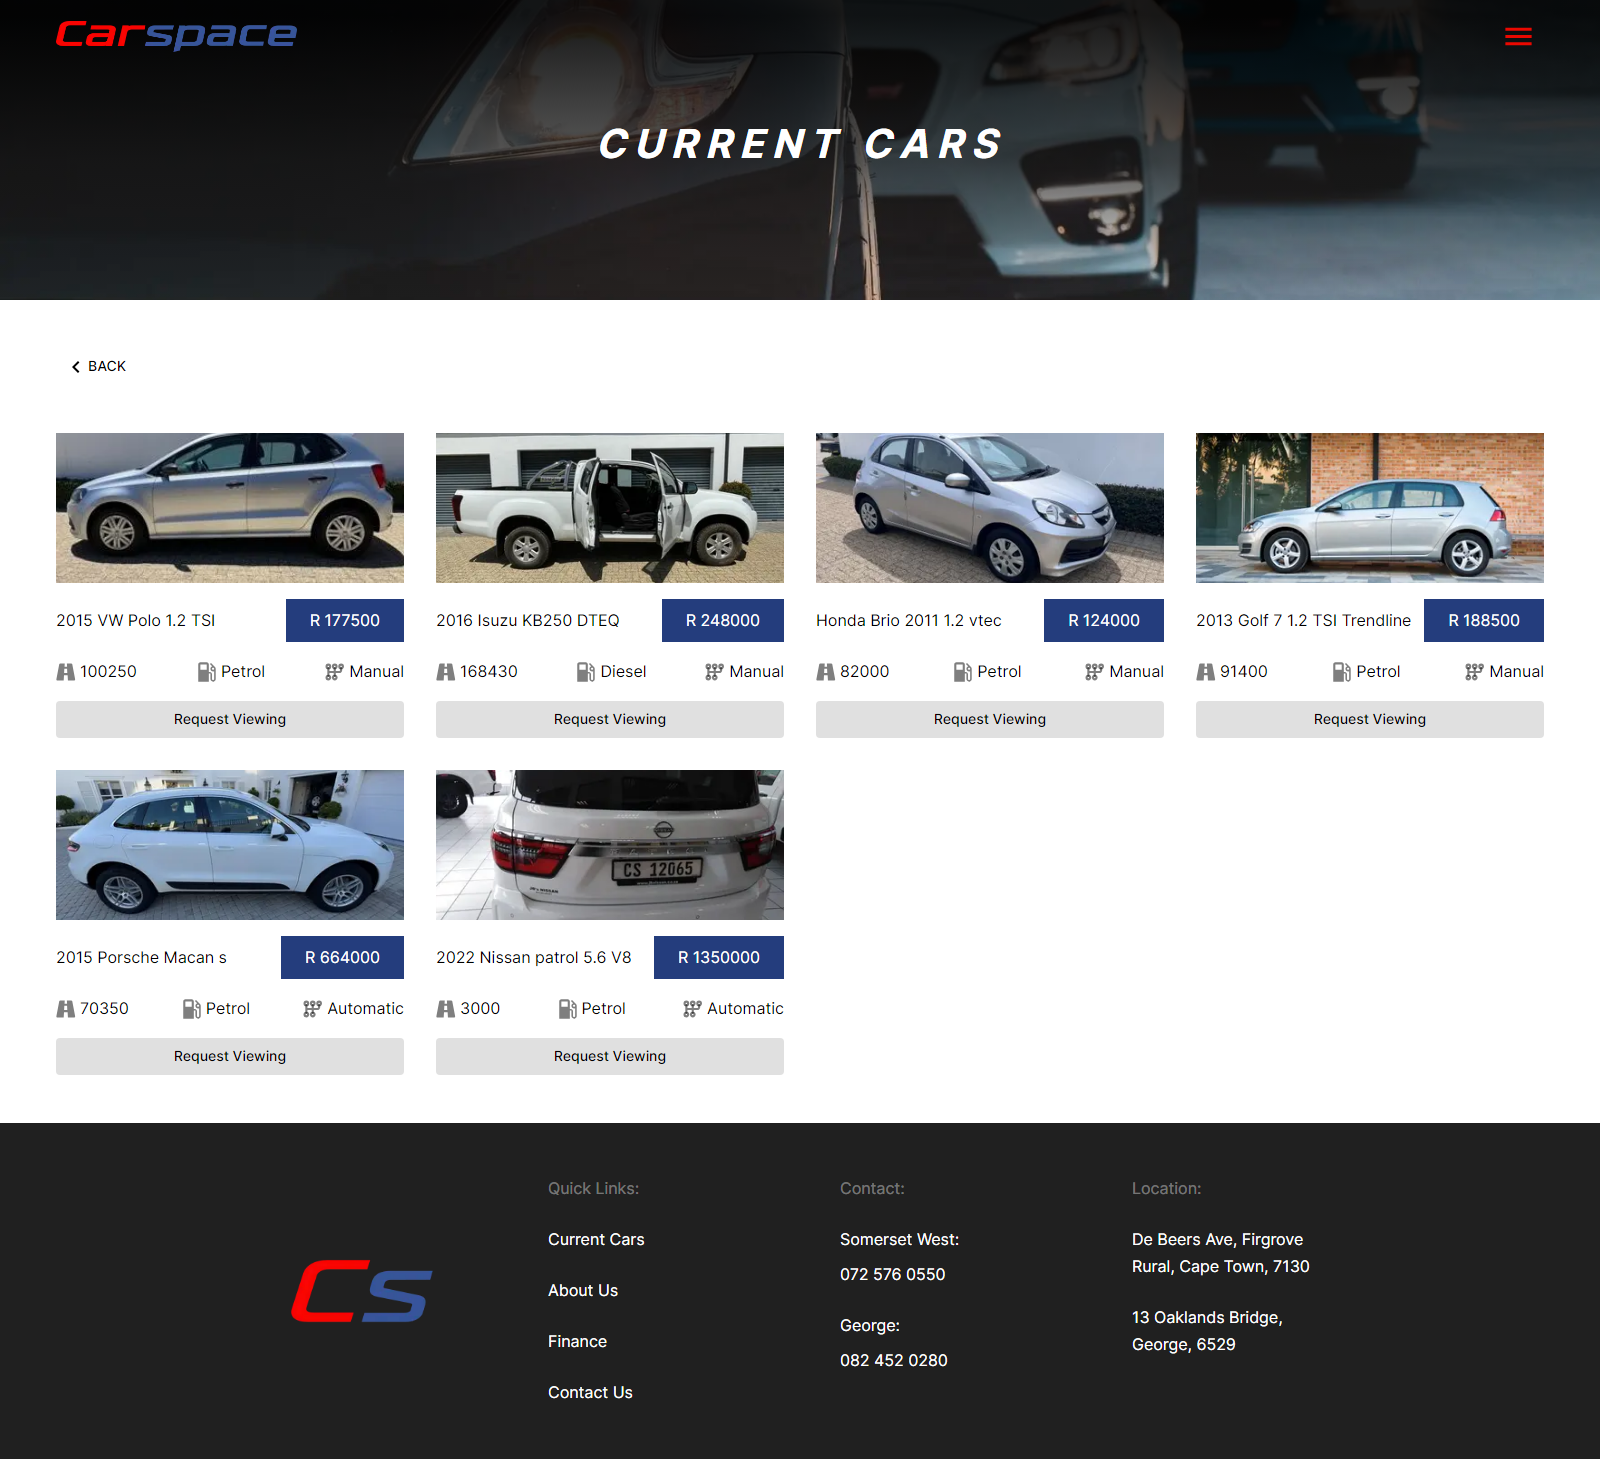 Carspace
CURRENT CARS
BACK
2015 VW Polo 1.2 TSI
R 177500
100250
Petrol
Manual
Request Viewing
2016 Isuzu KB250 DTEQ
R 248000
168430
Diesel
Manual
Request Viewing
Honda Brio 2011 1.2 vtec
R 124000
82000
Petrol
Manual
Request Viewing
2013 Golf 7 1.2 TSI Trendline
R 188500
91400
Petrol
Manual
Request Viewing
2015 Porsche Macan s
R 664000
70350
Petrol
Automatic
Request Viewing
CS 12065
2022 Nissan patrol 5.6 V8
R 1350000
3000
Petrol
Automatic
Request Viewing
Cs
Quick Links:
Current Cars
About Us
Finance
Contact Us
Contact:
Somerset West:
072 576 0550
George:
082 452 0280
Location:
De Beers Ave, Firgrove
Rural, Cape Town, 7130
13 Oaklands Bridge,
George, 6529